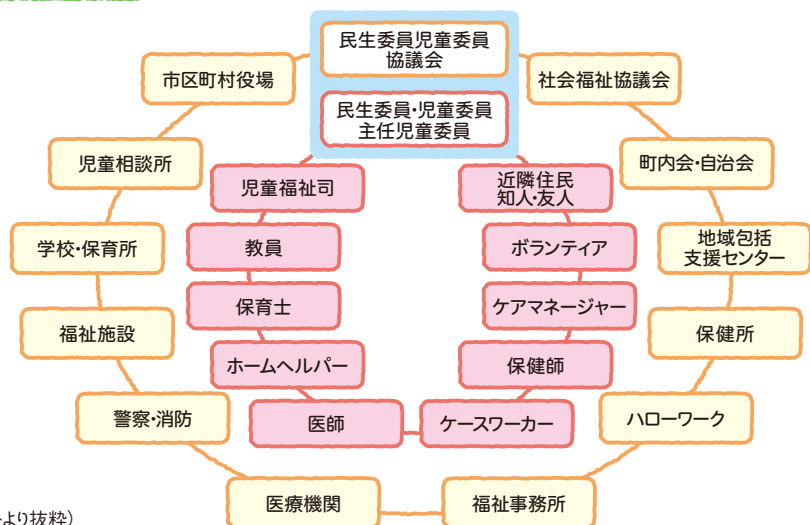 民生委員児童委員
協議会
市区町村役場
社会福祉協議会
民生委員・児童委員
主任児童委員
児童相談所
町内会・自治会
児童福祉司
近隣住民
知人・友人
学校・保育所
教員
ボランティア
地域包括
支援センター
保育士
ケアマネージャー
福祉施設
保健所
ホームヘルパー
保健師
警察・消防
医師
ケースワーカー
ハローワーク
医療機関
福祉事務所
より抜粋）